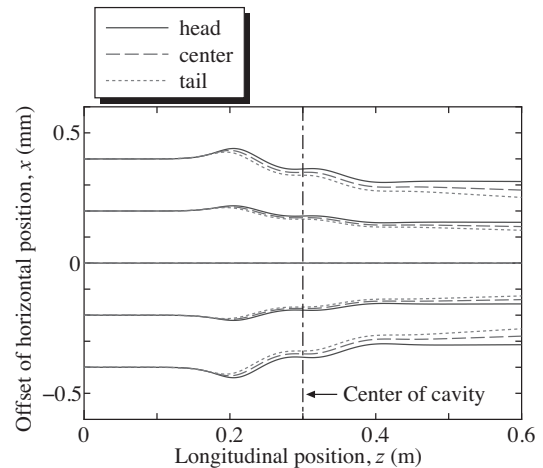 head
center
tail
Offset of horizontal position, x (mm)
0.5
0
−0.5
Center of cavity
0 0.2 0.4 0.6
Longitudinal position, z (m)